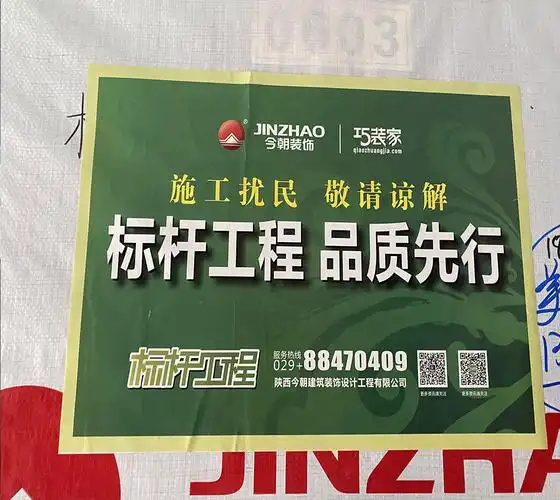 0603
JINZHAO
今朝装饰
巧装家
qiaozhuangjia.com
施工扰民 敬请谅解
标杆工程 品质先行
标杆工程
服务热线
029+88470409
陕西今朝建筑装饰设计工程有限公司
JINZHA